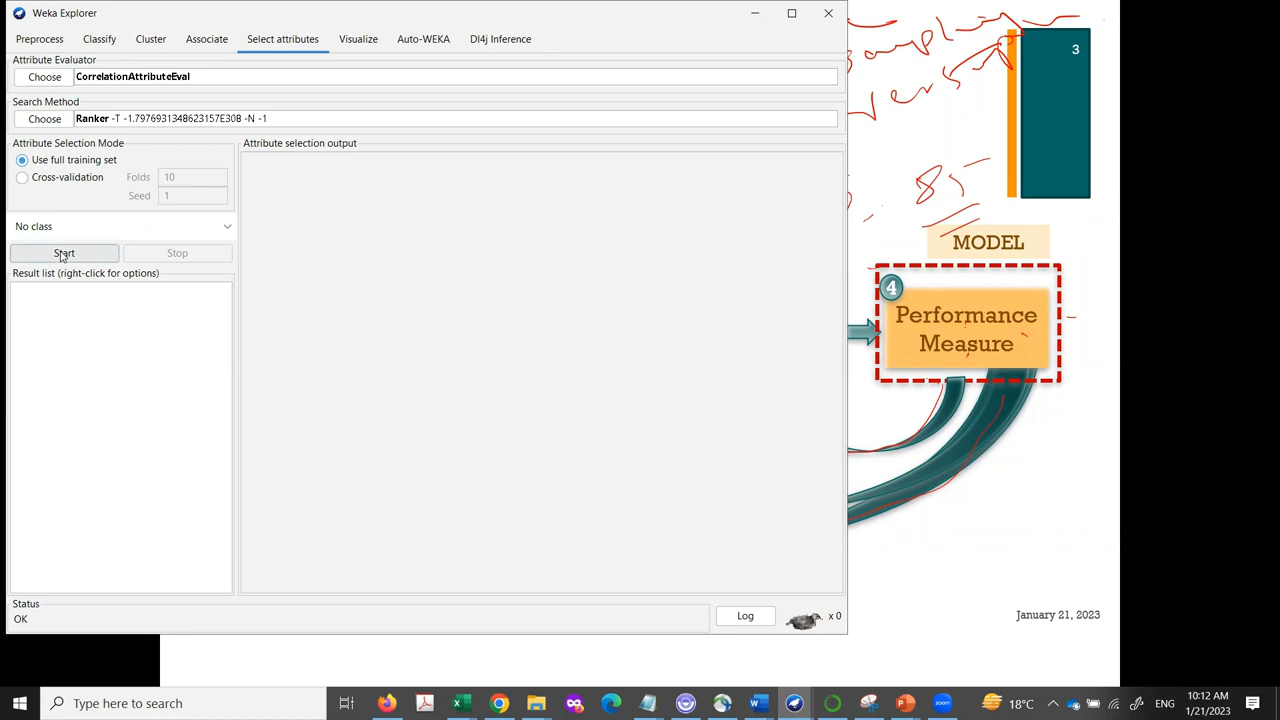 Weka Explorer
Preprocess Classify Cluster Associate Select attributes Visualize Auto-WEKA Dl4j Inference
Attribute Evaluator
Choose CorrelationAttributeEval
Search Method
Choose Ranker -T -1.7976931348623157E308 -N -1
Attribute Selection Mode
Use full training set
Cross-validation Folds 10
Seed 1
No class
Start Stop
Result list (right-click for options)
Attribute selection output
Status
OK
Log x 0
3
85
MODEL
4
Performance
Measure
January 21, 2023
Type here to search
18°C ENG 10:12 AM
1/21/2023